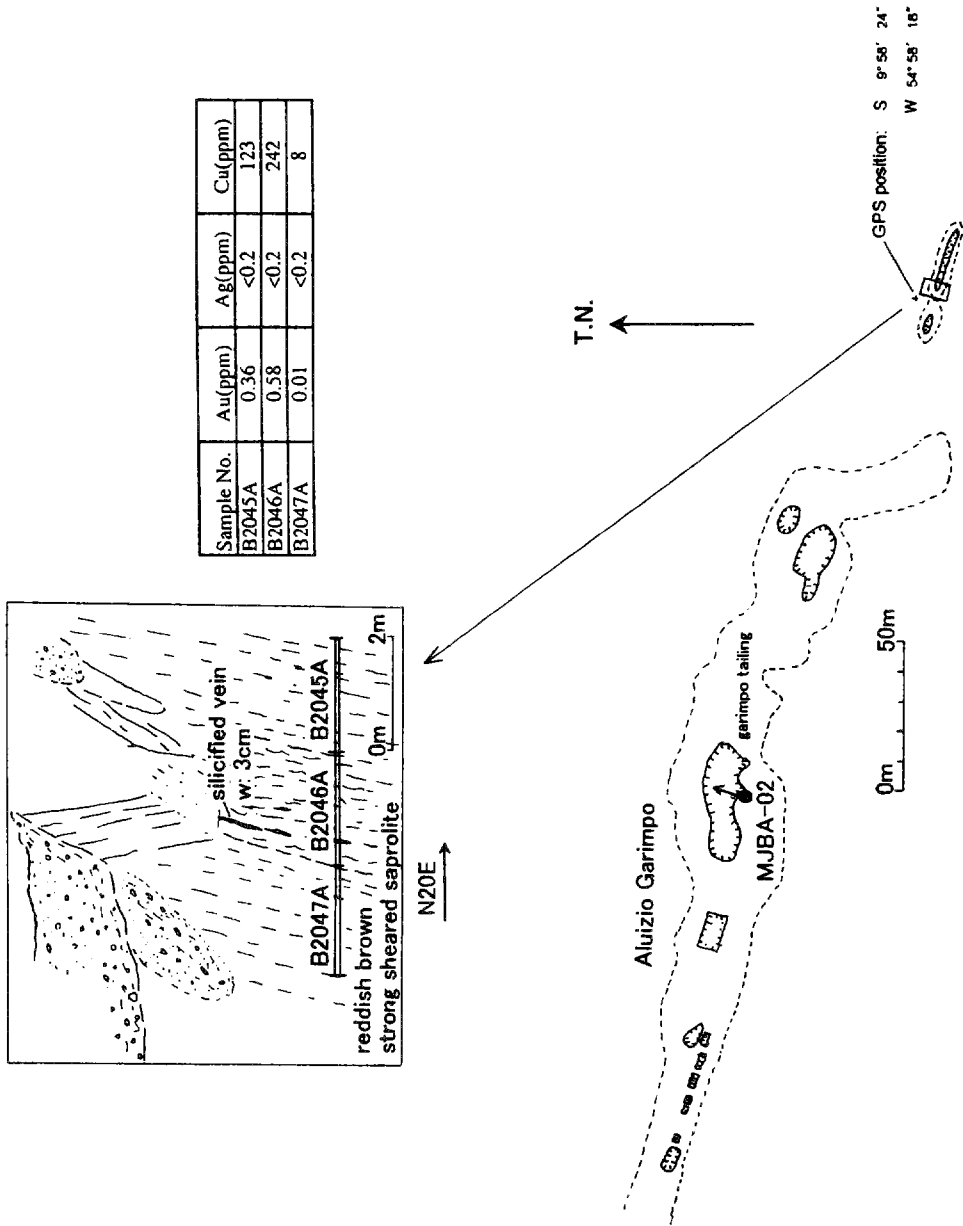 silicified vein
w: 3cm
B2047A
B2046A
B2045A
0m
2m
reddish brown
strong sheared saprolite
N20E
Sample No. Au(ppm) Ag(ppm) Cu(ppm)
B2045A 0.36 <0.2 123
B2046A 0.58 <0.2 242
B2047A 0.01 <0.2 8
T.N.
GPS position: S 9° 58' 24"
W 54° 58' 18"
Aluizio Garimpo
garimpo tailing
MJBA-02
0m
50m